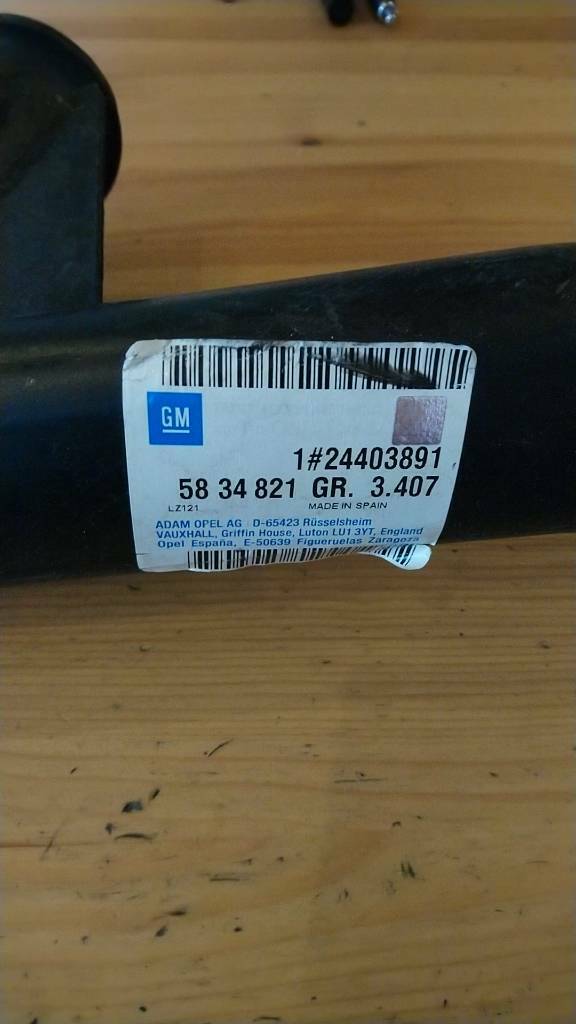 GM
1#24403891
58 34 821 GR. 3.407
LZ121 MADE IN SPAIN
ADAM OPEL AG D-65423 Rüsselsheim
VAUXHALL, Griffin House, Luton LU1 3YT, England
Opel España, E-50639 Figueruelas Zaragoza